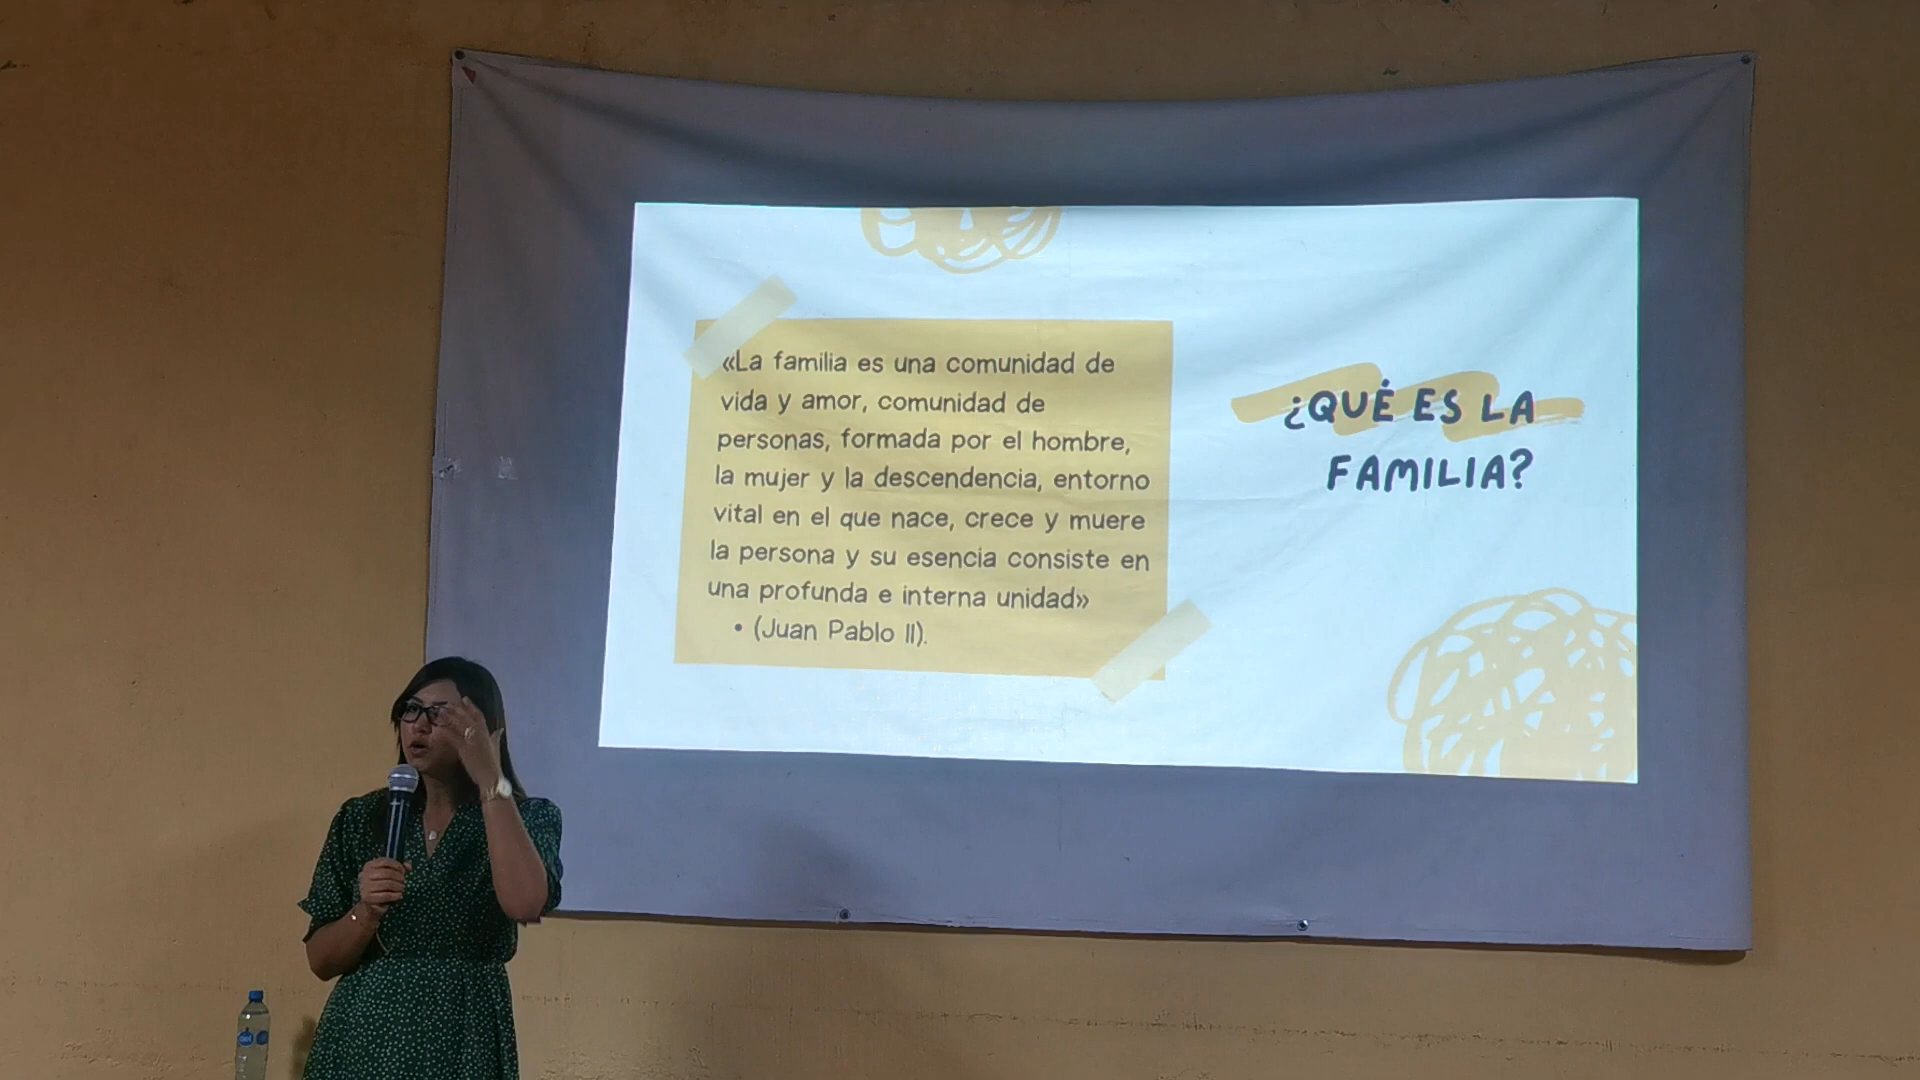 «La familia es una comunidad de
vida y amor, comunidad de
personas, formada por el hombre,
la mujer y la descendencia, entorno
vital en el que nace, crece y muere
la persona y su esencia consiste en
una profunda e interna unidad»
• (Juan Pablo II).
¿QUÉ ES LA
FAMILIA?